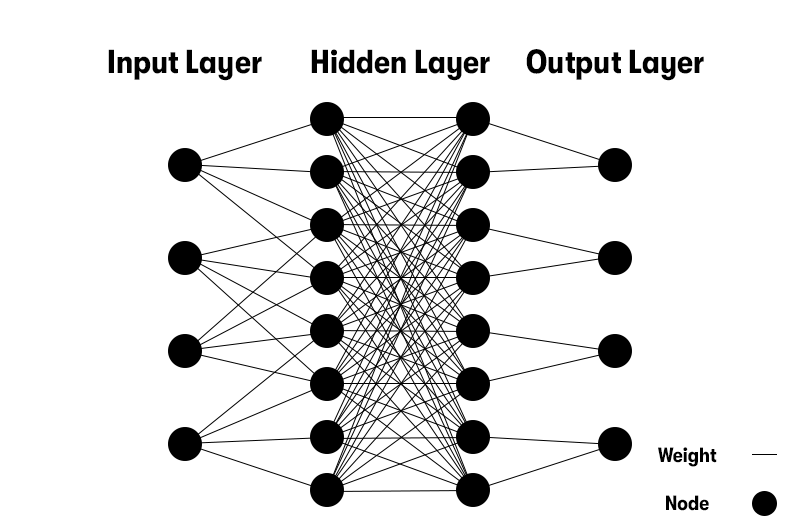 Input Layer
Hidden Layer
Output Layer
Weight
Node